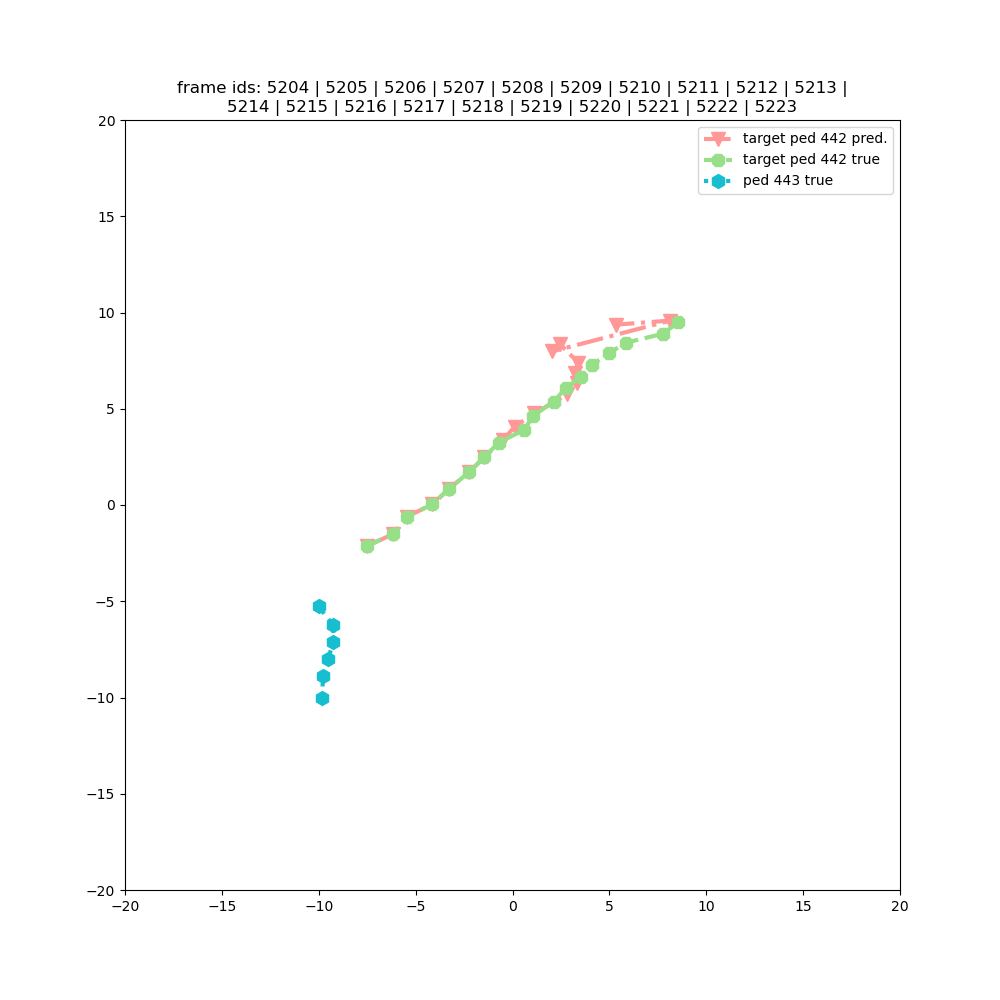 frame ids: 5204 | 5205 | 5206 | 5207 | 5208 | 5209 | 5210 | 5211 | 5212 | 5213 |
5214 | 5215 | 5216 | 5217 | 5218 | 5219 | 5220 | 5221 | 5222 | 5223
target ped 442 pred.
target ped 442 true
ped 443 true
20
15
10
5
0
−5
−10
−15
−20
−20 −15 −10 −5 0 5 10 15 20